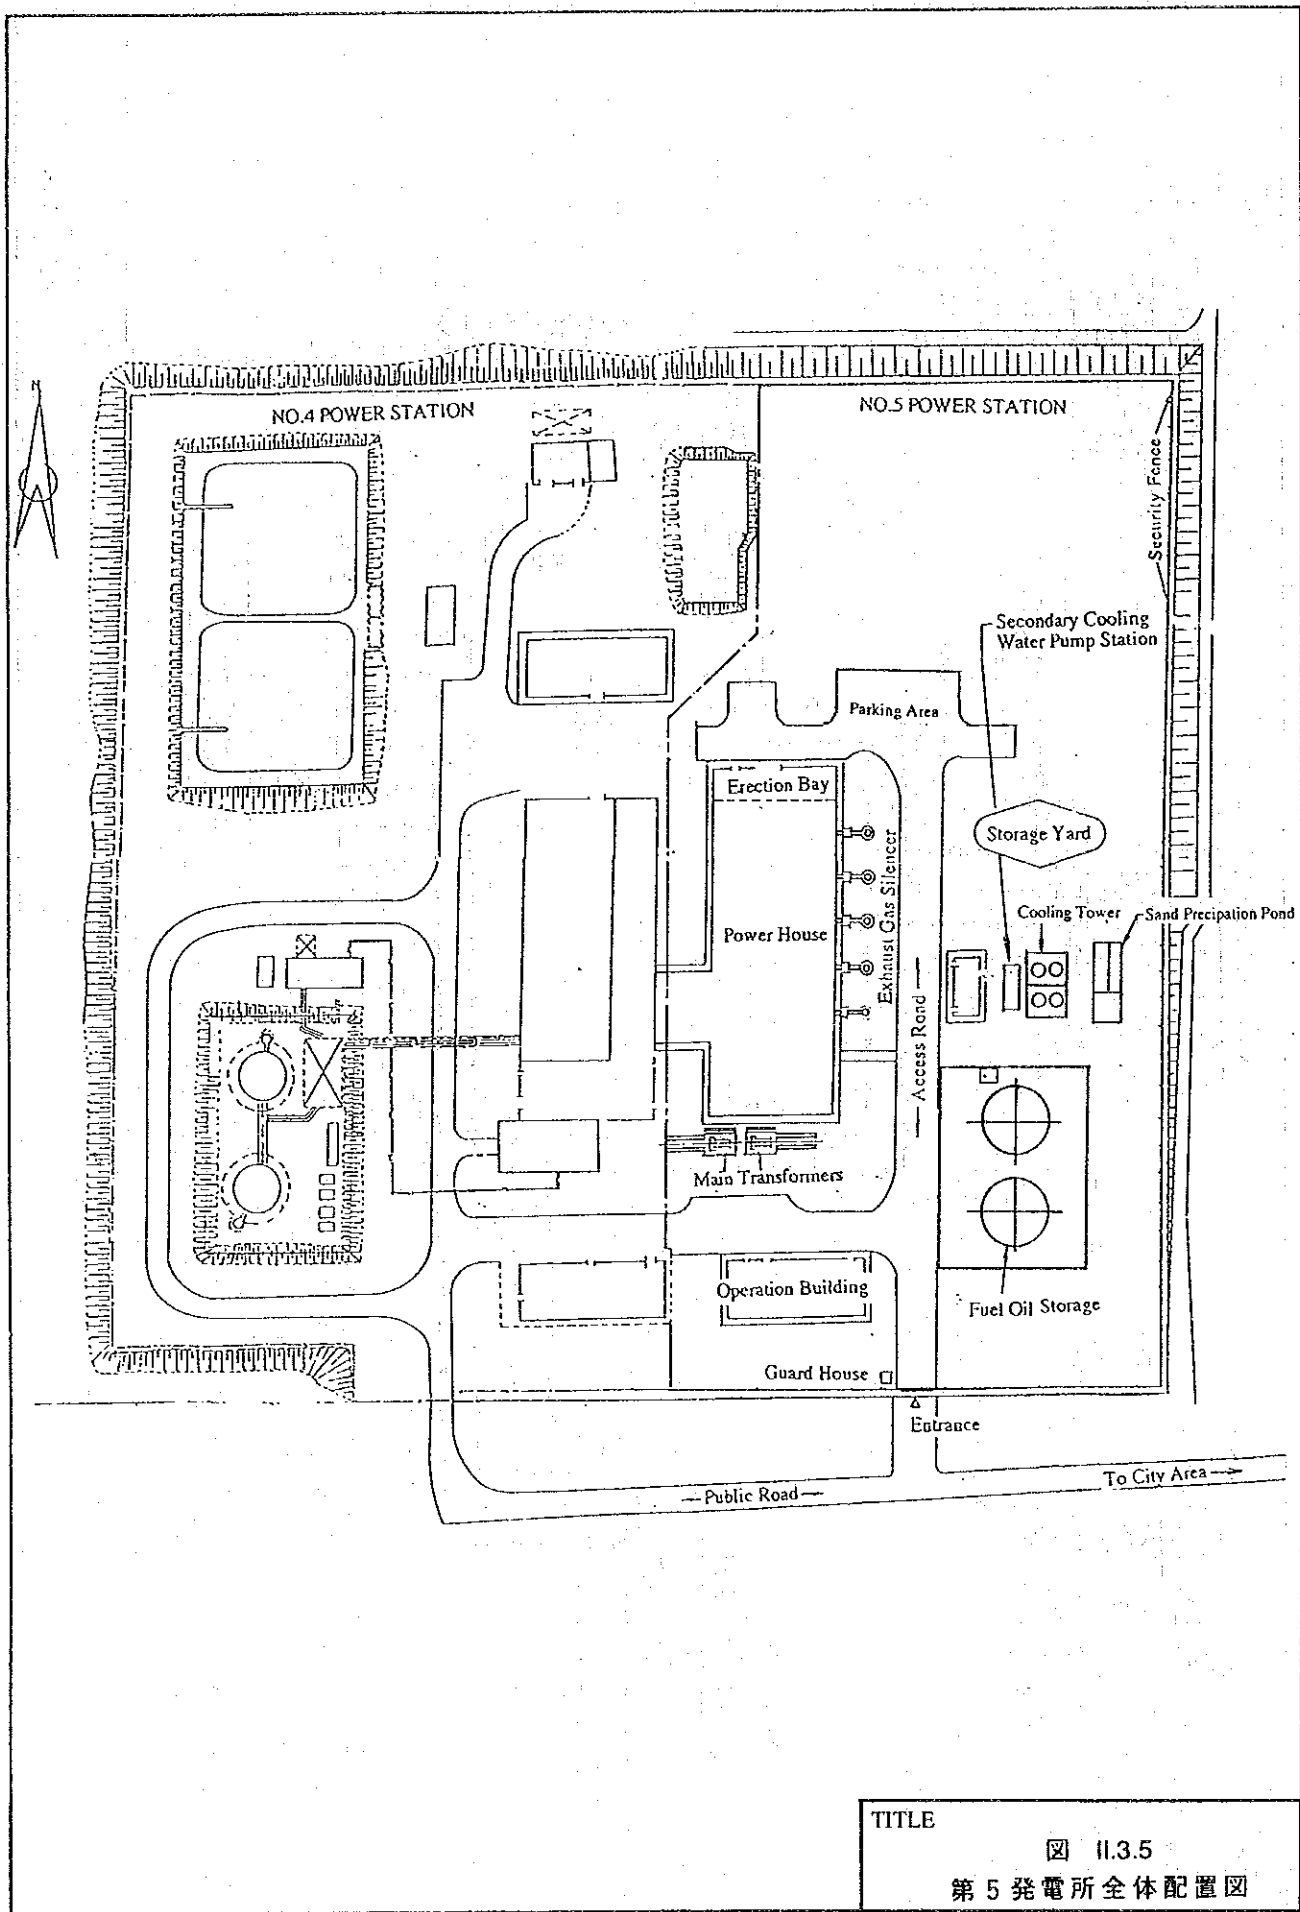 N
NO.4 POWER STATION
NO.5 POWER STATION
Security Fence
Secondary Cooling
Water Pump Station
Parking Area
Erection Bay
Storage Yard
Exhaust Gas Silencer
Cooling Tower
Sand Precipation Pond
Power House
Access Road
Main Transformers
Operation Building
Fuel Oil Storage
Guard House
Entrance
To City Area
Public Road
TITLE
図 II.3.5
第5発電所全体配置図